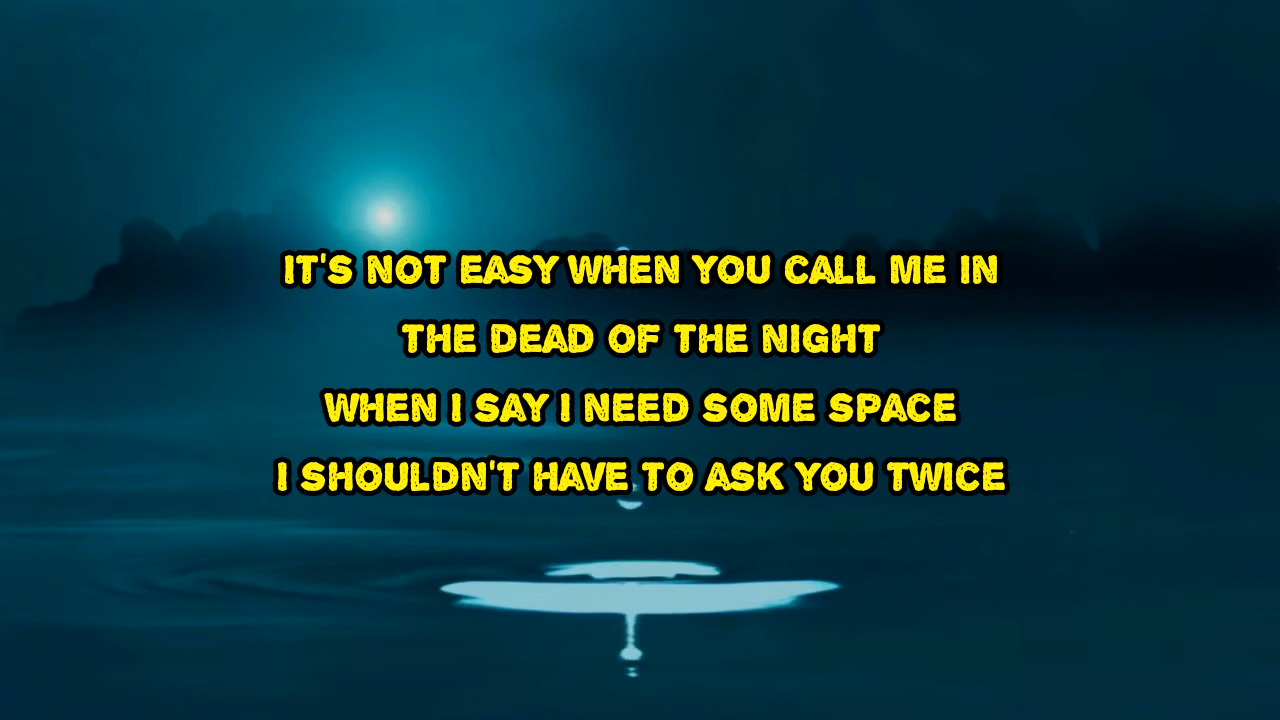 IT'S NOT EASY WHEN YOU CALL ME IN
THE DEAD OF THE NIGHT
WHEN I SAY I NEED SOME SPACE
I SHOULDN'T HAVE TO ASK YOU TWICE